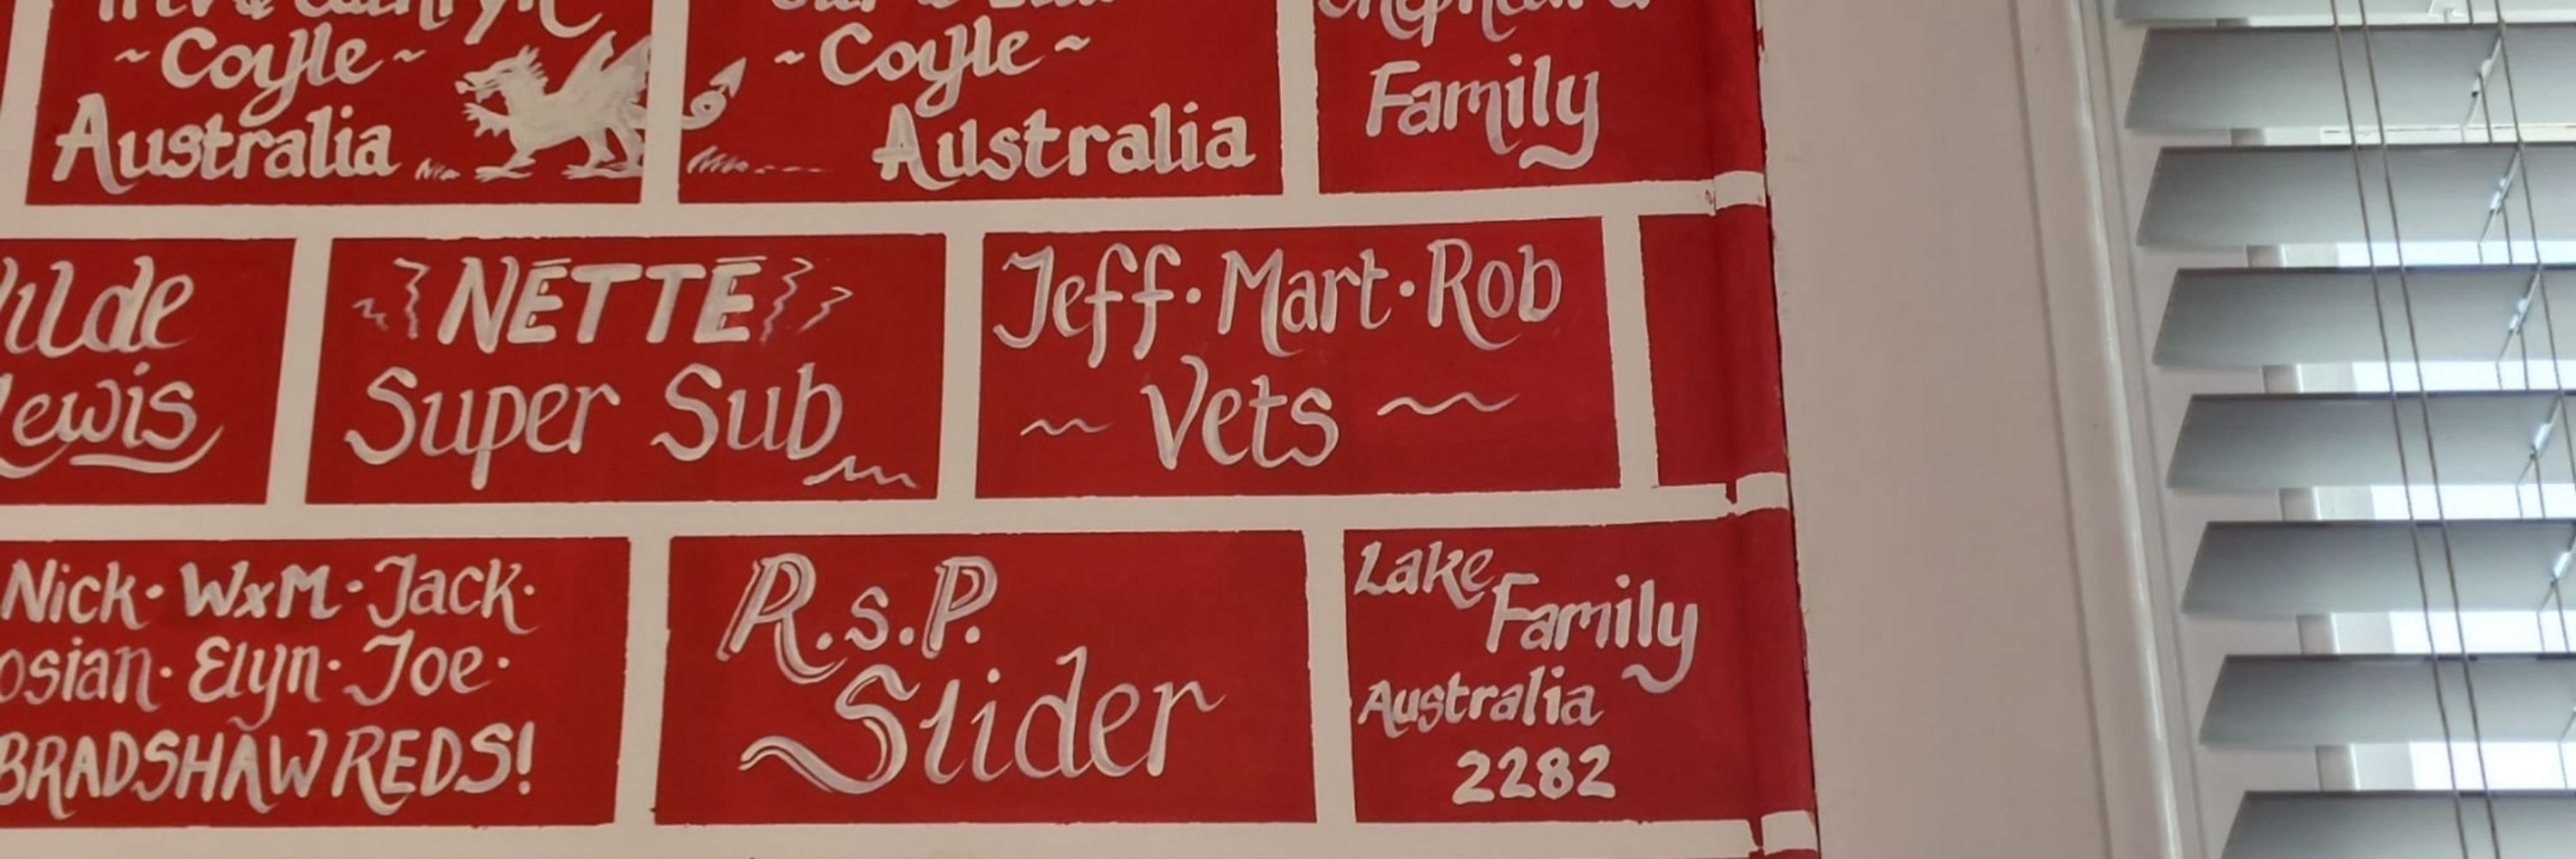 ~Coyle~
Australia
~Coyle~
Australia
Family
NETTE
Super Sub
Jeff·Mart·Rob
~Vets~
Nick·WxM·Jack·
Elyn·Joe·
BRADSHAW REDS!
R.s.P.
Slider
Lake
Family
Australia
2282